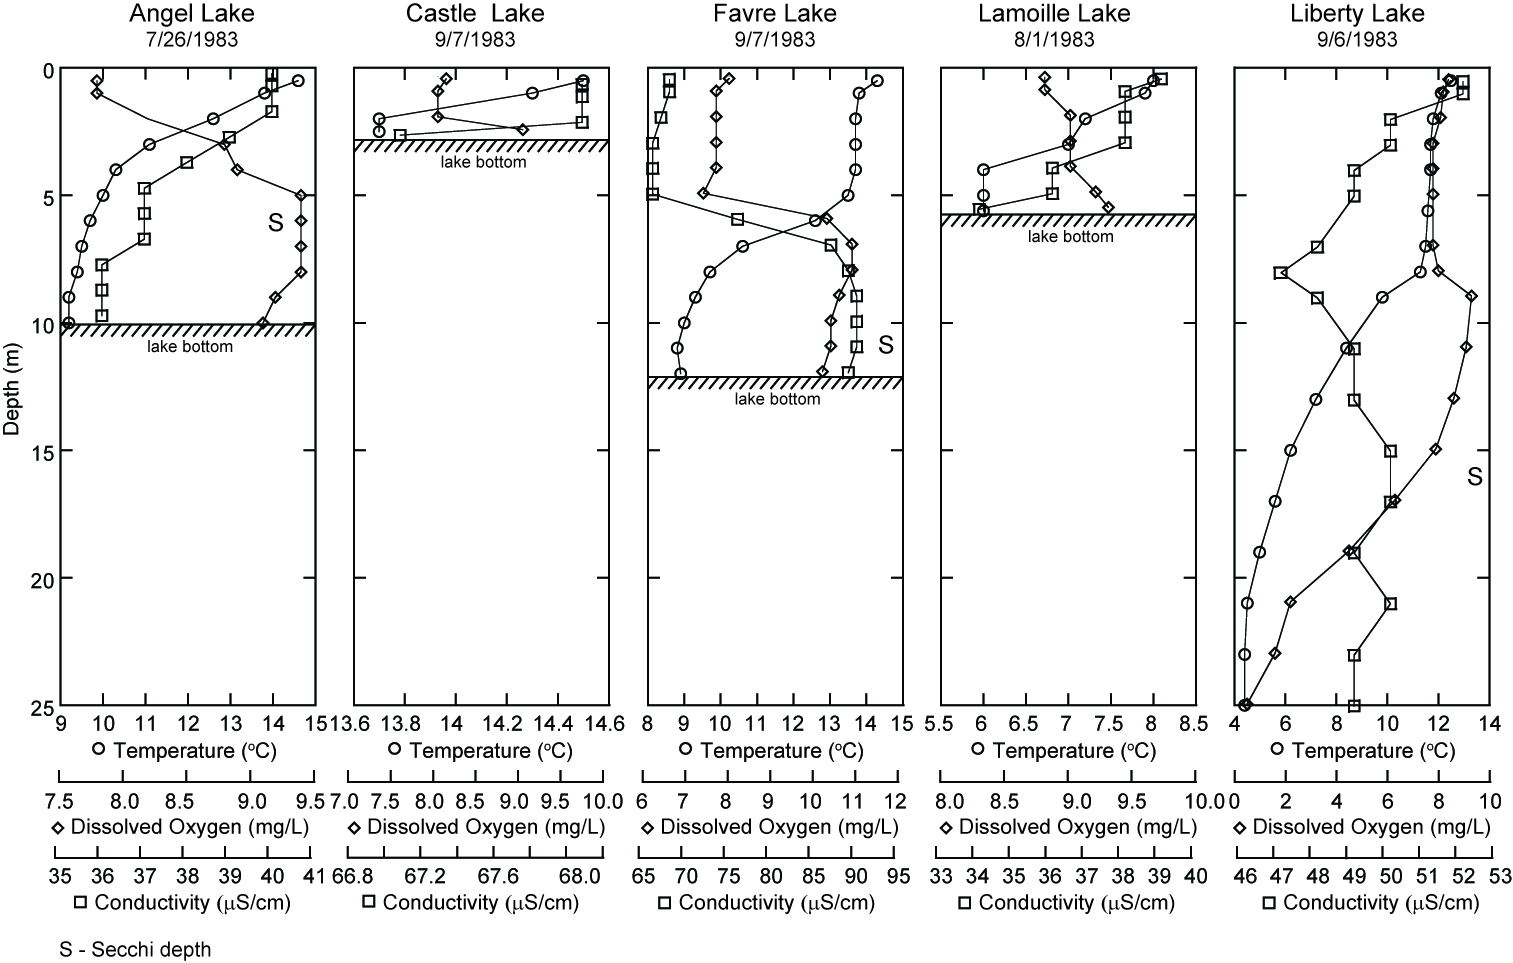 Angel Lake Castle Lake Favre Lake Lamoille Lake Liberty Lake
7/26/1983 9/7/1983 9/7/1983 8/1/1983 9/6/1983
0
lake bottom
5
S
lake bottom
10
lake bottom
S
lake bottom
Depth (m)
15
S
20
25
9 10 11 12 13 14 15 13.6 13.8 14 14.2 14.4 14.6 8 9 10 11 12 13 14 15 5.5 6 6.5 7 7.5 8 8.5 4 6 8 10 12 14
Temperature (°C) Temperature (°C) Temperature (°C) Temperature (°C) Temperature (°C)
7.5 8.0 8.5 9.0 9.5 7.0 7.5 8.0 8.5 9.0 9.5 10.0 6 7 8 9 10 11 12 8.0 8.5 9.0 9.5 10.0 0 2 4 6 8 10
Dissolved Oxygen (mg/L) Dissolved Oxygen (mg/L) Dissolved Oxygen (mg/L) Dissolved Oxygen (mg/L) Dissolved Oxygen (mg/L)
35 36 37 38 39 40 41 66.8 67.2 67.6 68.0 65 70 75 80 85 90 95 33 34 35 36 37 38 39 40 46 47 48 49 50 51 52 53
Conductivity (μS/cm) Conductivity (μS/cm) Conductivity (μS/cm) Conductivity (μS/cm) Conductivity (μS/cm)
S - Secchi depth